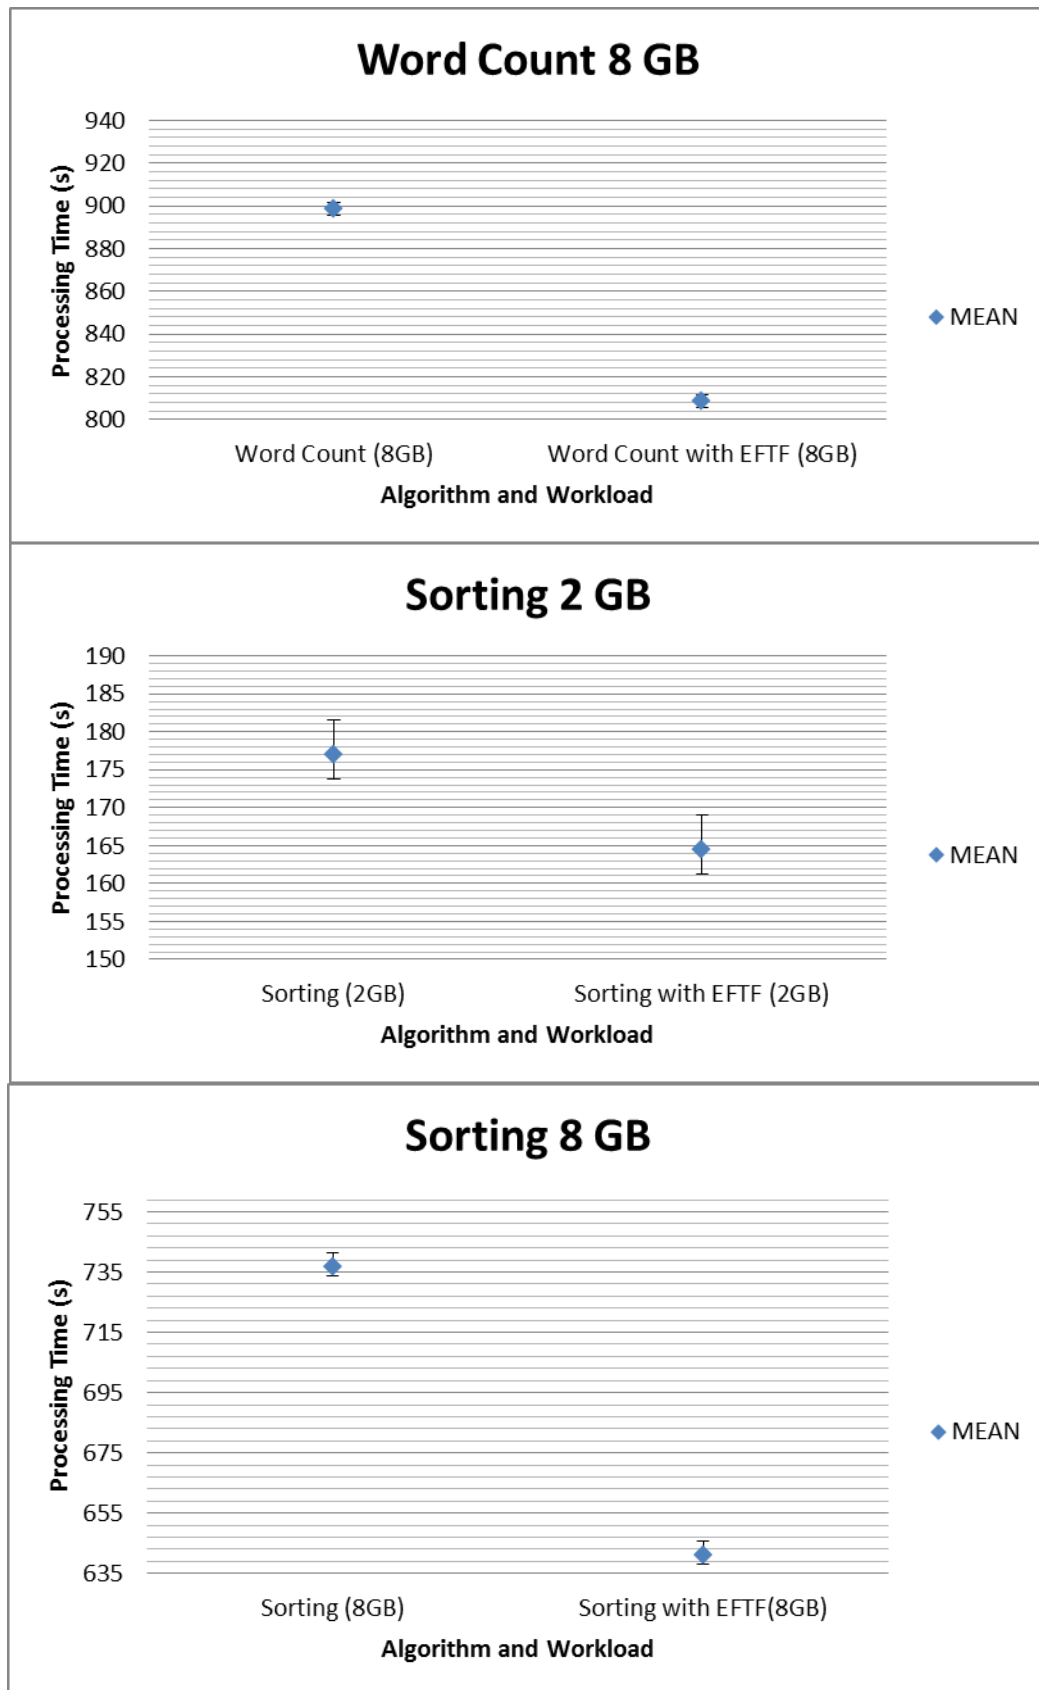 Word Count 8 GB
940
920
900
880
860
840
820
800
Processing Time (s)
Word Count (8GB)
Word Count with EFTF (8GB)
Algorithm and Workload
MEAN
Sorting 2 GB
190
185
180
175
170
165
160
155
150
Processing Time (s)
Sorting (2GB)
Sorting with EFTF (2GB)
Algorithm and Workload
MEAN
Sorting 8 GB
755
735
715
695
675
655
635
Processing Time (s)
Sorting (8GB)
Sorting with EFTF(8GB)
Algorithm and Workload
MEAN